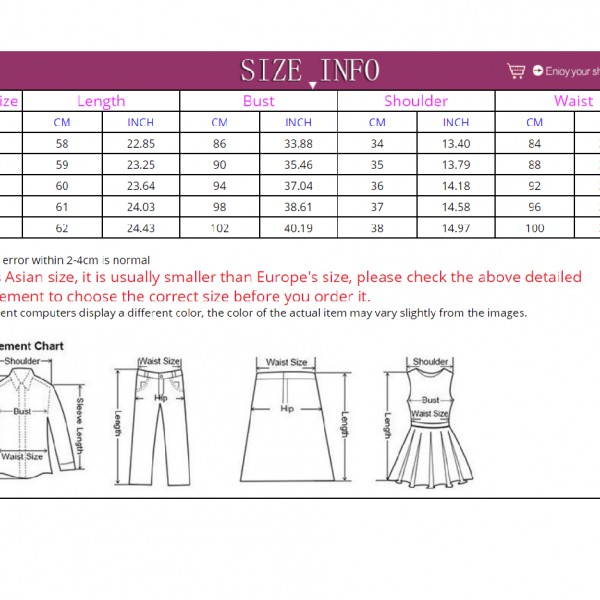 SIZE INFO
Enjoy your sh
ize Length Bust Shoulder Waist
CM INCH CM INCH CM INCH CM
58 22.85 86 33.88 34 13.40 84
59 23.25 90 35.46 35 13.79 88
60 23.64 94 37.04 36 14.18 92
61 24.03 98 38.61 37 14.58 96
62 24.43 102 40.19 38 14.97 100
error within 2-4cm is normal
s Asian size, it is usually smaller than Europe's size, please check the above detailed
ement to choose the correct size before you order it.
ent computers display a different color, the color of the actual item may vary slightly from the images.
ement Chart
Shoulder
Bust
Waist Size
Sleeve Length
Waist Size
Hip
Length
Waist Size
Hip
Length
Shoulder
Bust
Waist Size
Length